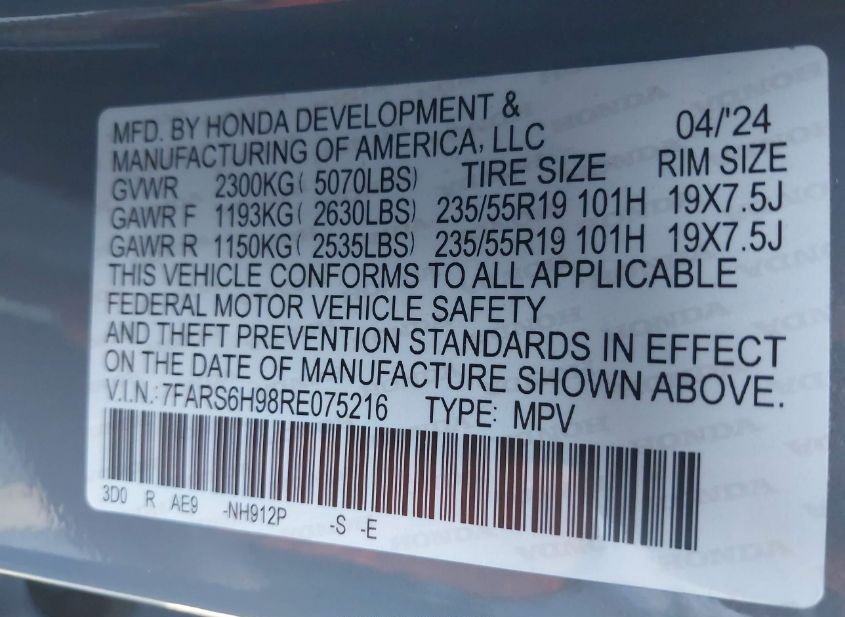 MFD. BY HONDA DEVELOPMENT &
MANUFACTURING OF AMERICA, LLC 04/'24
GVWR 2300KG( 5070LBS) TIRE SIZE RIM SIZE
GAWR F 1193KG( 2630LBS) 235/55R19 101H 19X7.5J
GAWR R 1150KG( 2535LBS) 235/55R19 101H 19X7.5J
THIS VEHICLE CONFORMS TO ALL APPLICABLE
FEDERAL MOTOR VEHICLE SAFETY
AND THEFT PREVENTION STANDARDS IN EFFECT
ON THE DATE OF MANUFACTURE SHOWN ABOVE.
V.I.N.: 7FARS6H98RE075216 TYPE: MPV
3D0 R AE9 -NH912P -S -E